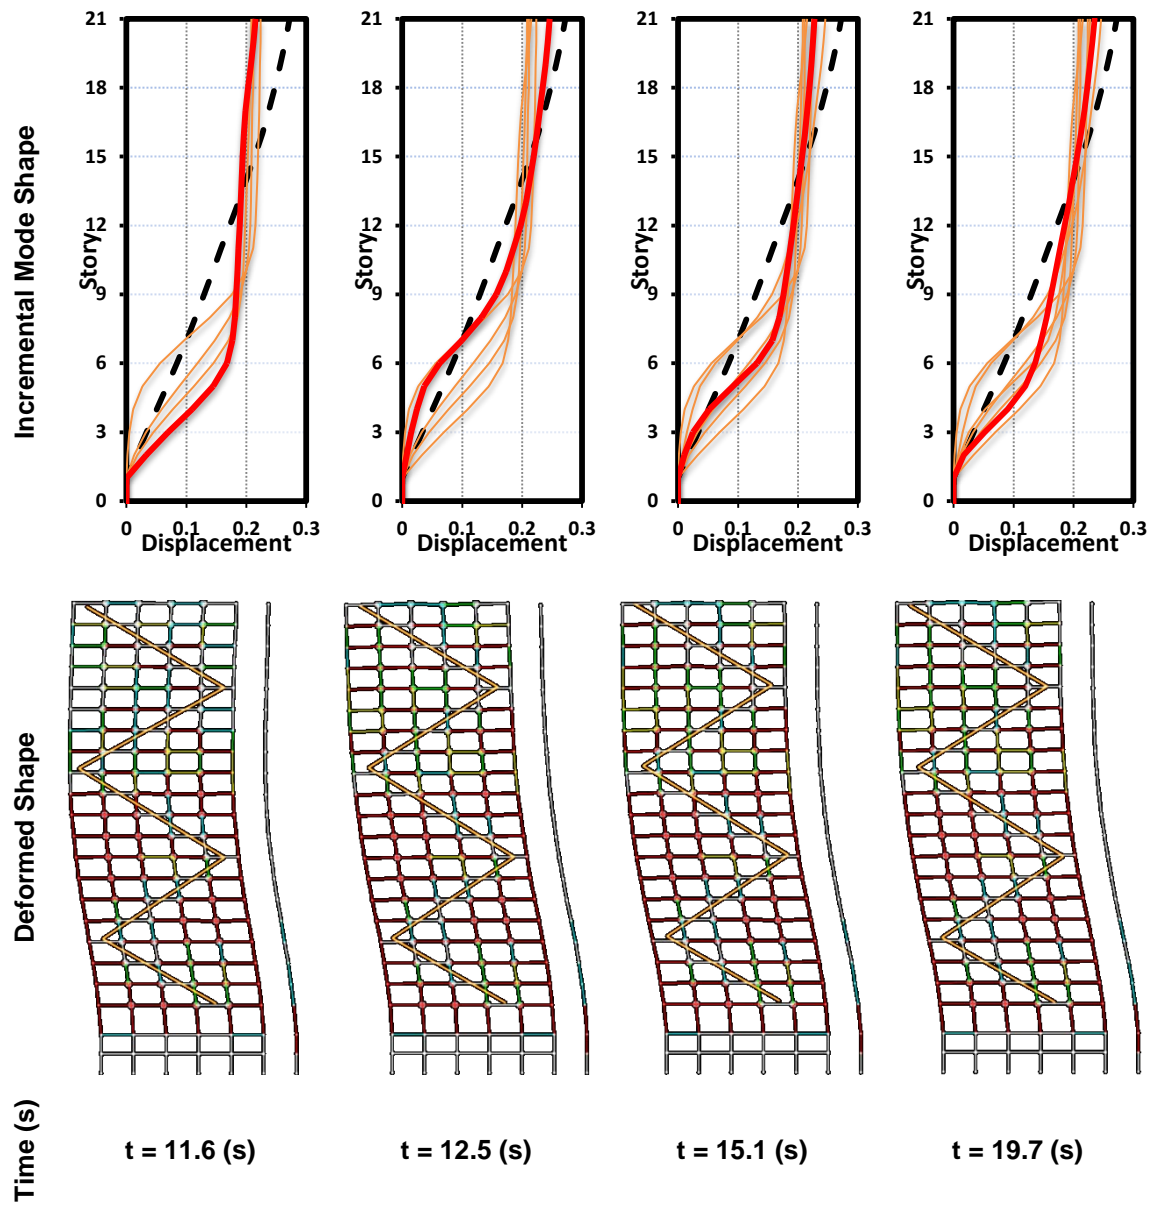 Incremental Mode Shape
21
18
15
12
9
6
3
0
Story
0 0.1 0.2 0.3
Displacement
21
18
15
12
9
6
3
0
Story
0 0.1 0.2 0.3
Displacement
21
18
15
12
9
6
3
0
Story
0 0.1 0.2 0.3
Displacement
21
18
15
12
9
6
3
0
Story
0 0.1 0.2 0.3
Displacement
Deformed Shape
Time (s)
t = 11.6 (s)
t = 12.5 (s)
t = 15.1 (s)
t = 19.7 (s)